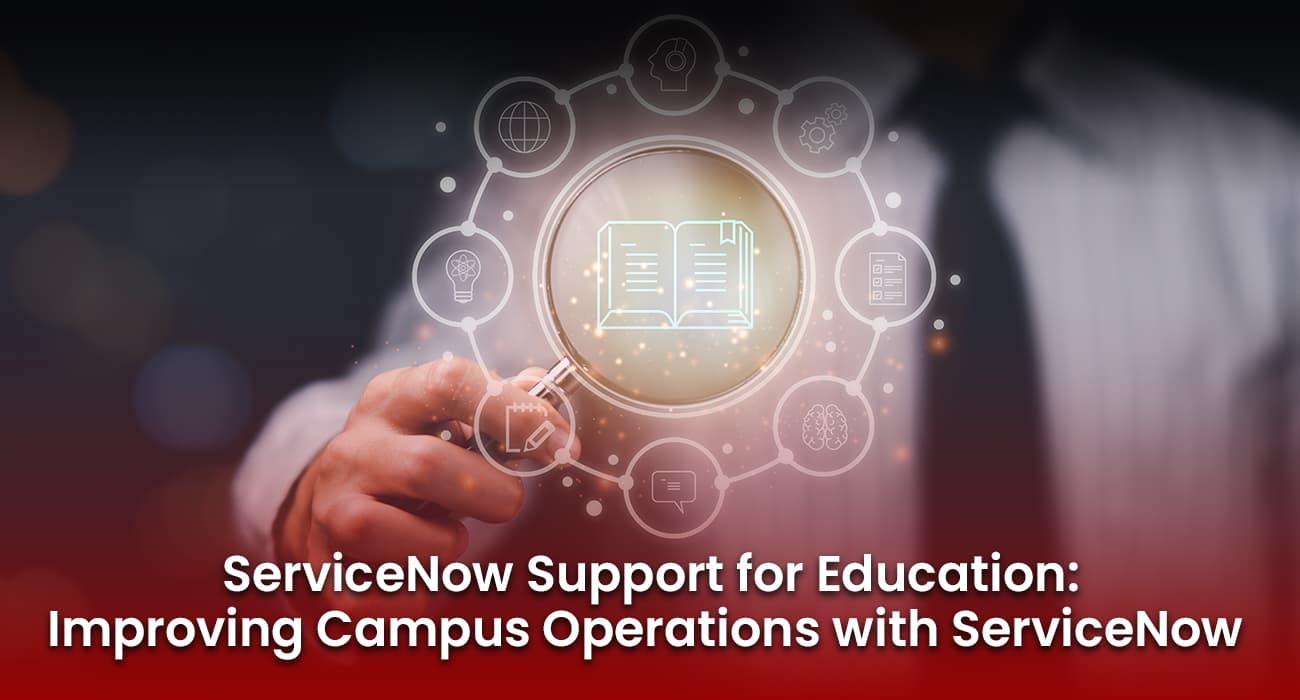 ServiceNow Support for Education:
Improving Campus Operations with ServiceNow